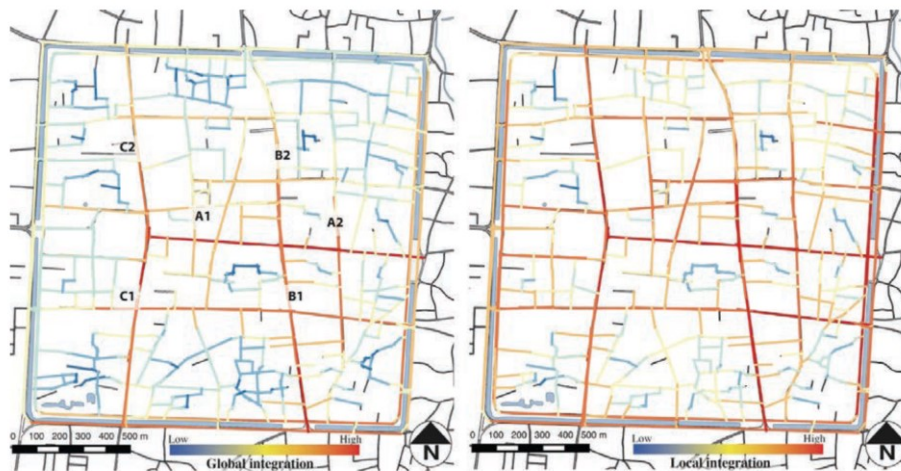 C2
B2
A1
A2
C1
B1
0 100 200 300 400 500 m
Low
High
Global integration
N
0 100 200 300 400 500 m
Low
High
Local integration
N